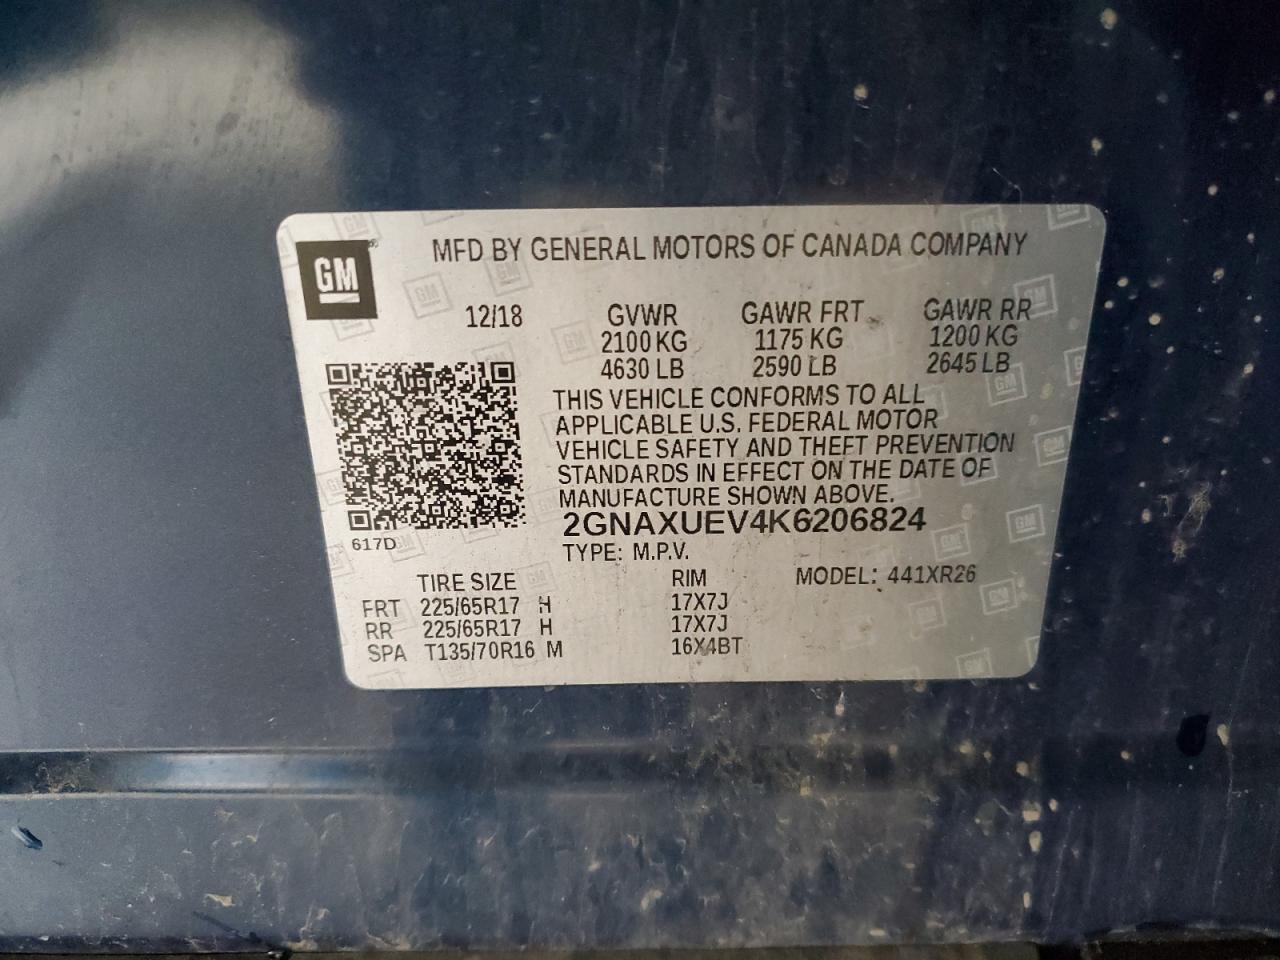 GM
MFD BY GENERAL MOTORS OF CANADA COMPANY
12/18 GVWR GAWR FRT GAWR RR
2100 KG 1175 KG 1200 KG
4630 LB 2590 LB 2645 LB
THIS VEHICLE CONFORMS TO ALL
APPLICABLE U.S. FEDERAL MOTOR
VEHICLE SAFETY AND THEFT PREVENTION
STANDARDS IN EFFECT ON THE DATE OF
MANUFACTURE SHOWN ABOVE.
2GNAXUEV4K6206824
617D
TYPE: M.P.V.
TIRE SIZE RIM MODEL: 441XR26
FRT 225/65R17 H 17X7J
RR 225/65R17 H 17X7J
SPA T135/70R16 M 16X4BT